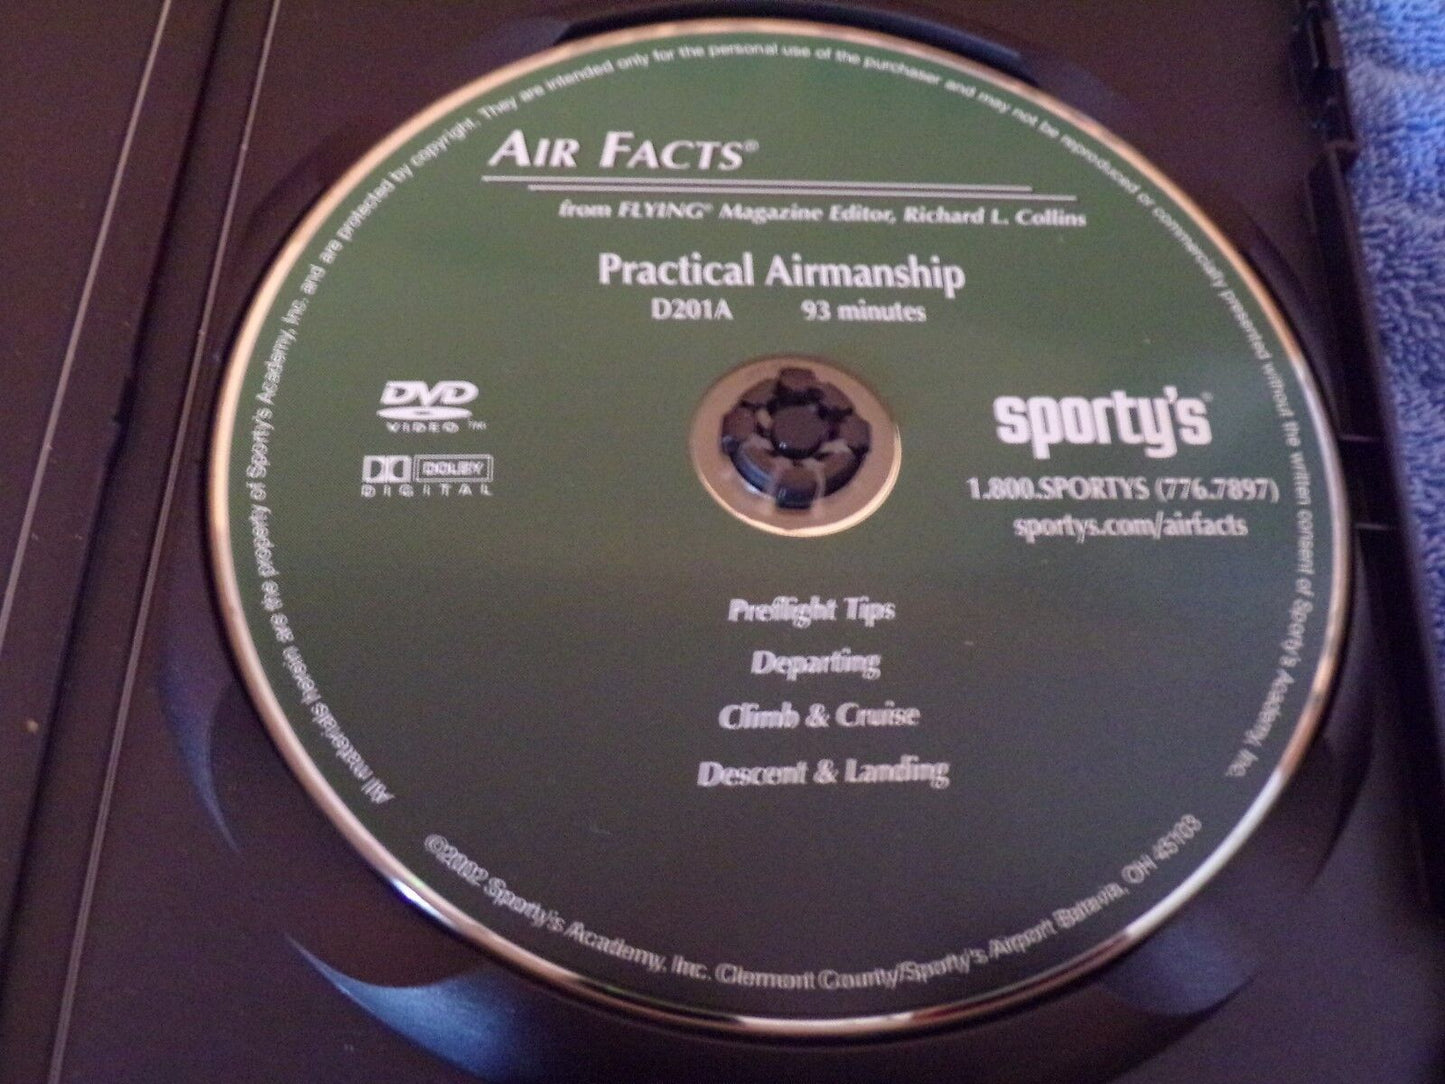 All materials herein are the property of Sporty's Academy, Inc. and are protected by copyright. They are intended only for the personal use of the purchaser and may not be reproduced or commercially presented without the written consent of Sporty's Academy, Inc.
AIR FACTS®
from FLYING® Magazine Editor, Richard L. Collins
Practical Airmanship
D201A 93 minutes
DVD
VIDEO ™
DOLBY
DIGITAL
sporty's®
1.800.SPORTYS (776.7897)
sportys.com/airfacts
Preflight Tips
Departing
Climb & Cruise
Descent & Landing
©2002 Sporty's Academy, Inc. Clermont County/Sporty's Airport Batavia, OH 45103